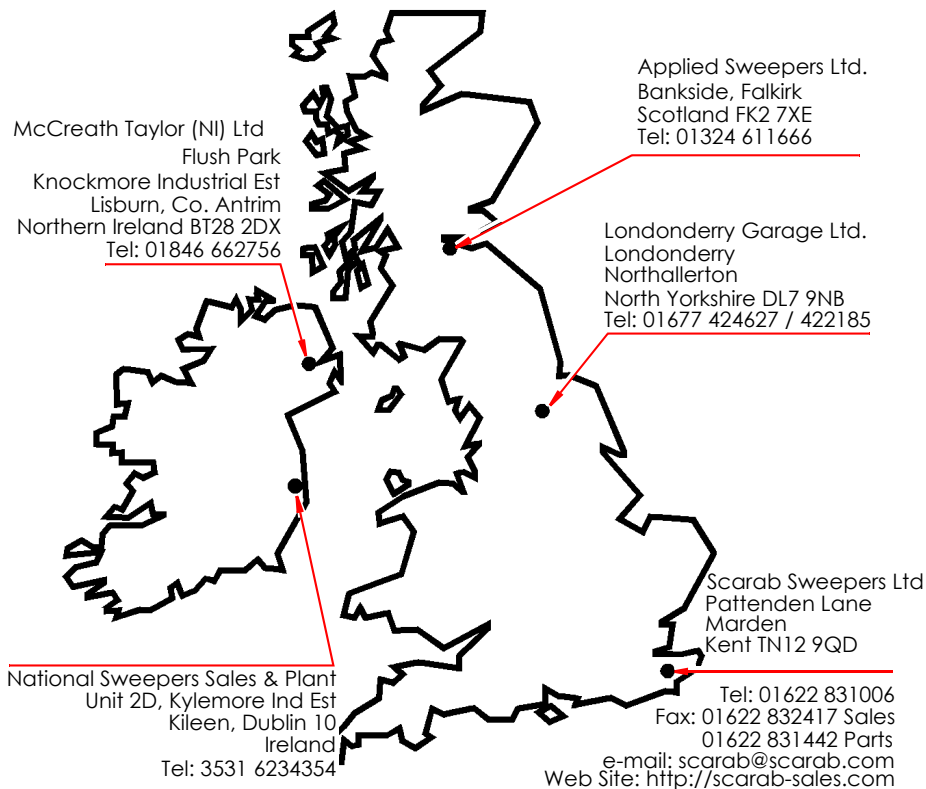 Applied Sweepers Ltd.
Bankside, Falkirk
Scotland FK2 7XE
Tel: 01324 611666
McCreath Taylor (NI) Ltd
Flush Park
Knockmore Industrial Est
Lisburn, Co. Antrim
Northern Ireland BT28 2DX
Tel: 01846 662756
Londonderry Garage Ltd.
Londonderry
Northallerton
North Yorkshire DL7 9NB
Tel: 01677 424627 / 422185
Scarab Sweepers Ltd
Pattenden Lane
Marden
Kent TN12 9QD
Tel: 01622 831006
Fax: 01622 832417 Sales
01622 831442 Parts
e-mail: scarab@scarab.com
Web Site: http://scarab-sales.com
National Sweepers Sales & Plant
Unit 2D, Kylemore Ind Est
Kileen, Dublin 10
Ireland
Tel: 3531 6234354